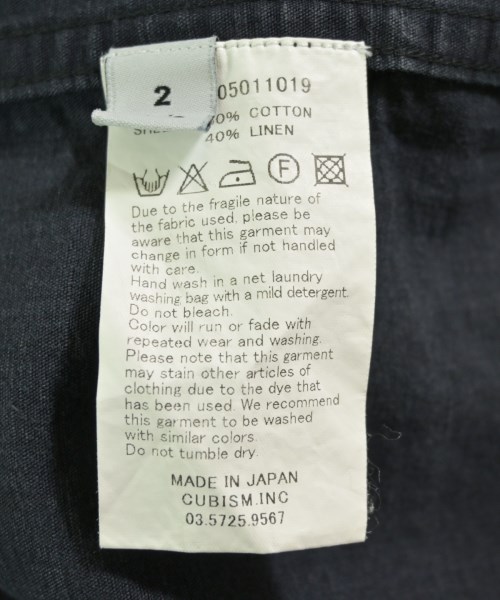 2
05011019
0% COTTON
40% LINEN
F
Due to the fragile nature of
the fabric used, please be
aware that this garment may
change in form if not handled
with care.
Hand wash in a net laundry
washing bag with a mild detergent.
Do not bleach.
Color will run or fade with
repeated wear and washing.
Please note that this garment
may stain other articles of
clothing due to the dye that
has been used. We recommend
this garment to be washed
with similar colors.
Do not tumble dry.
MADE IN JAPAN
CUBISM.INC
03.5725.9567